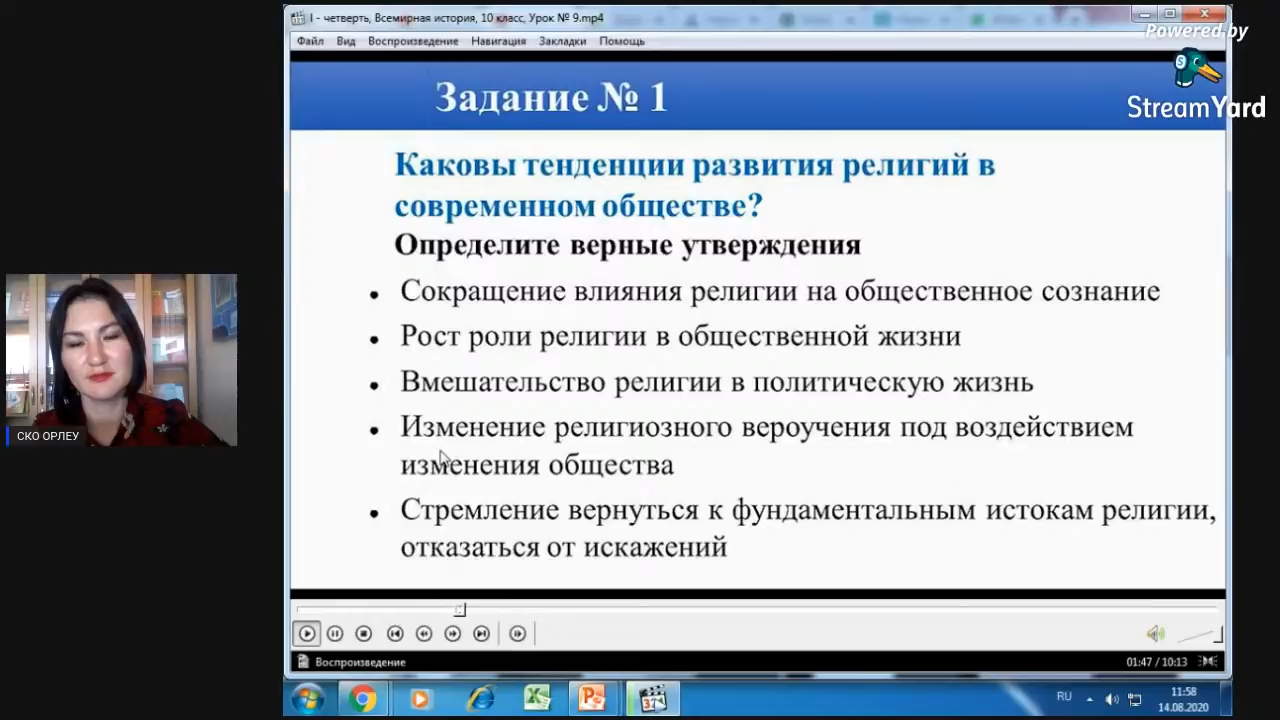 I - четверть, Всемирная история, 10 класс, Урок № 9.mp4
Файл Вид Воспроизведение Навигация Закладки Помощь
Powered by
StreamYard
Задание № 1
Каковы тенденции развития религий в
современном обществе?
Определите верные утверждения
• Сокращение влияния религии на общественное сознание
• Рост роли религии в общественной жизни
• Вмешательство религии в политическую жизнь
• Изменение религиозного вероучения под воздействием
изменения общества
• Стремление вернуться к фундаментальным истокам религии,
отказаться от искажений
СКО ОРЛЕУ
Воспроизведение
01:47 / 10:13
RU
11:58
14.08.2020